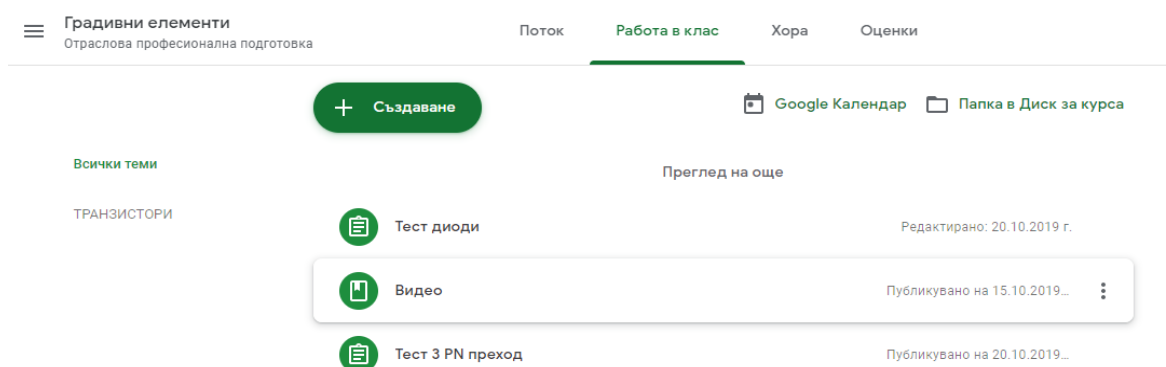 Градивни елементи
Отраслова професионална подготовка
Поток
Работа в клас
Хора
Оценки
Създаване
Google Календар
Папка в Диск за курса
Всички теми
Преглед на още
ТРАНЗИСТОРИ
Тест диоди
Редактирано: 20.10.2019 г.
Видео
Публикувано на 15.10.2019...
Тест 3 PN преход
Публикувано на 20.10.2019...